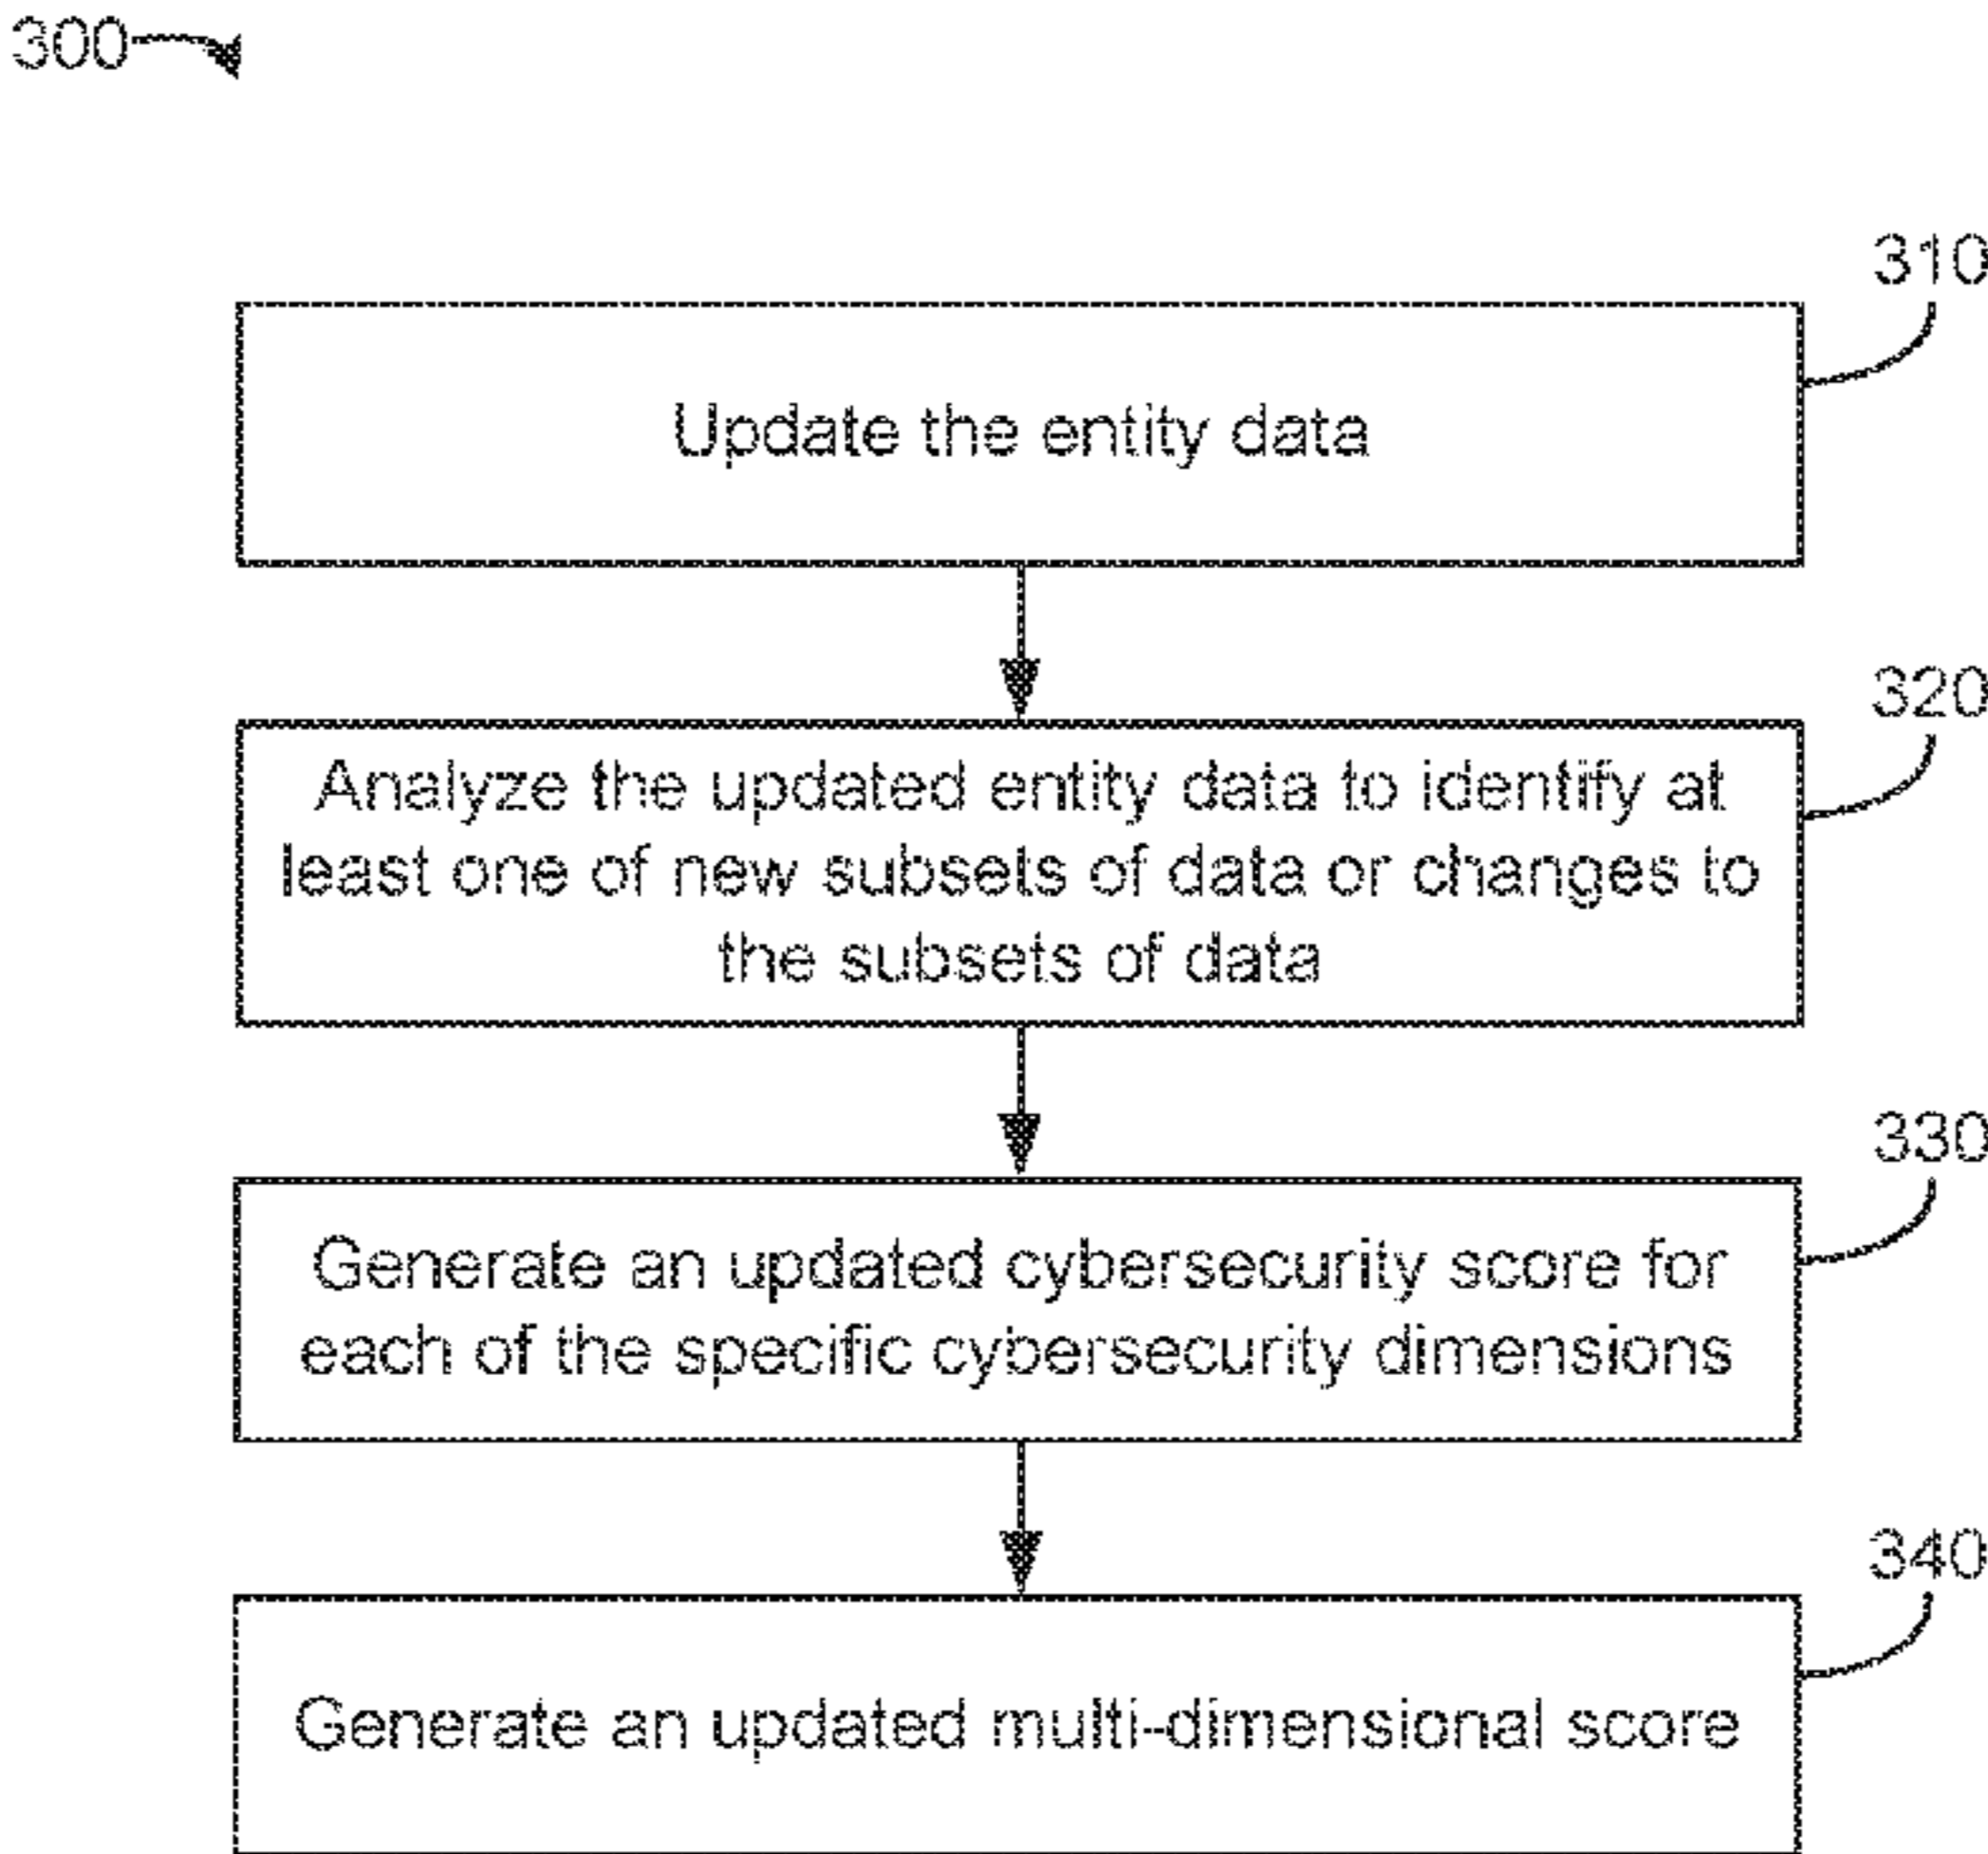 300
310
Update the entity data
320
Analyze the updated entity data to identify at
least one of new subsets of data or changes to
the subsets of data
330
Generate an updated cybersecurity score for
each of the specific cybersecurity dimensions
340
Generate an updated multi-dimensional score